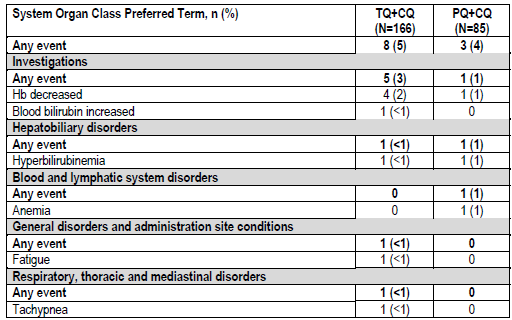 System Organ Class Preferred Term, n (%) TQ+CQ (N=166) PQ+CQ (N=85)
Any event 8 (5) 3 (4)
Investigations
Any event 5 (3) 1 (1)
Hb decreased 4 (2) 1 (1)
Blood bilirubin increased 1 (<1) 0
Hepatobiliary disorders
Any event 1 (<1) 1 (1)
Hyperbilirubinemia 1 (<1) 1 (1)
Blood and lymphatic system disorders
Any event 0 1 (1)
Anemia 0 1 (1)
General disorders and administration site conditions
Any event 1 (<1) 0
Fatigue 1 (<1) 0
Respiratory, thoracic and mediastinal disorders
Any event 1 (<1) 0
Tachypnea 1 (<1) 0